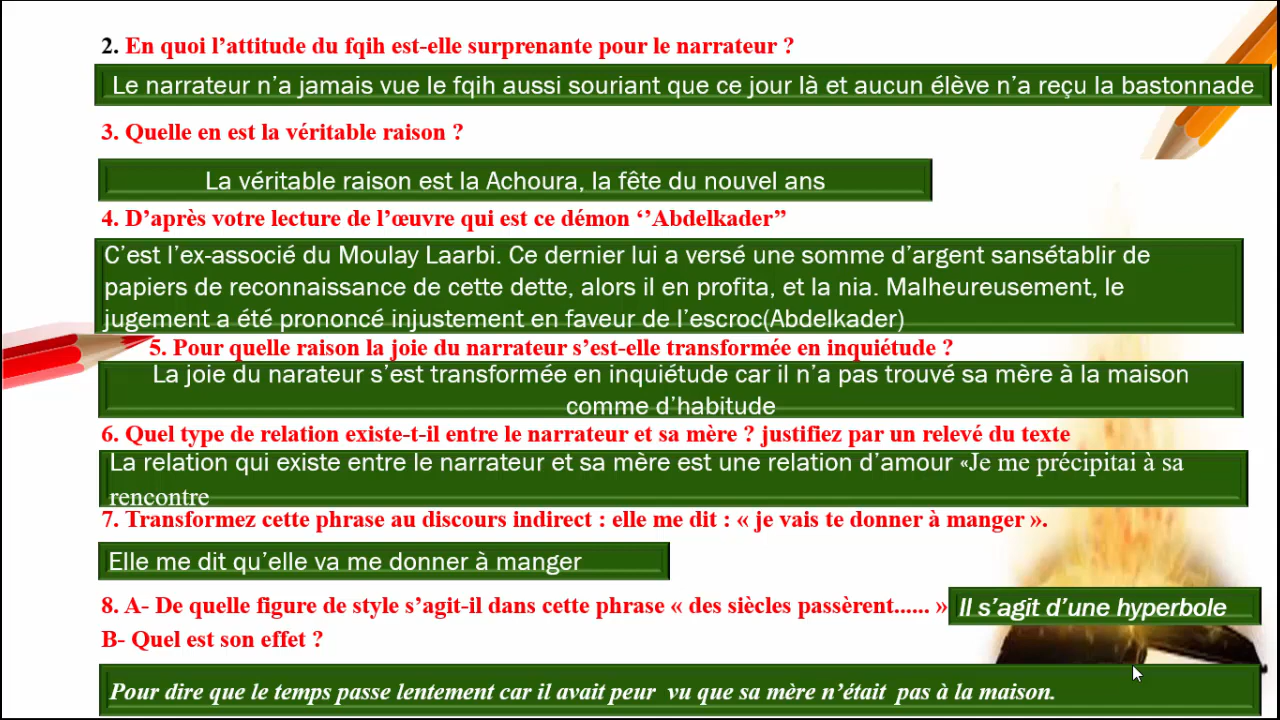 2. En quoi l’attitude du fqih est-elle surprenante pour le narrateur ?
Le narrateur n’a jamais vue le fqih aussi souriant que ce jour là et aucun élève n’a reçu la bastonnade
3. Quelle en est la véritable raison ?
La véritable raison est la Achoura, la fête du nouvel ans
4. D’après votre lecture de l’œuvre qui est ce démon ‘’Abdelkader’’
C’est l’ex-associé du Moulay Laarbi. Ce dernier lui a versé une somme d’argent sansétablir de
papiers de reconnaissance de cette dette, alors il en profita, et la nia. Malheureusement, le
jugement a été prononcé injustement en faveur de l’escroc(Abdelkader)
5. Pour quelle raison la joie du narrateur s’est-elle transformée en inquiétude ?
La joie du narateur s’est transformée en inquiétude car il n’a pas trouvé sa mère à la maison
comme d’habitude
6. Quel type de relation existe-t-il entre le narrateur et sa mère ? justifiez par un relevé du texte
La relation qui existe entre le narrateur et sa mère est une relation d’amour «Je me précipitai à sa
rencontre
7. Transformez cette phrase au discours indirect : elle me dit : « je vais te donner à manger ».
Elle me dit qu’elle va me donner à manger
8. A- De quelle figure de style s’agit-il dans cette phrase « des siècles passèrent...... » Il s’agit d’une hyperbole
B- Quel est son effet ?
Pour dire que le temps passe lentement car il avait peur vu que sa mère n’était pas à la maison.